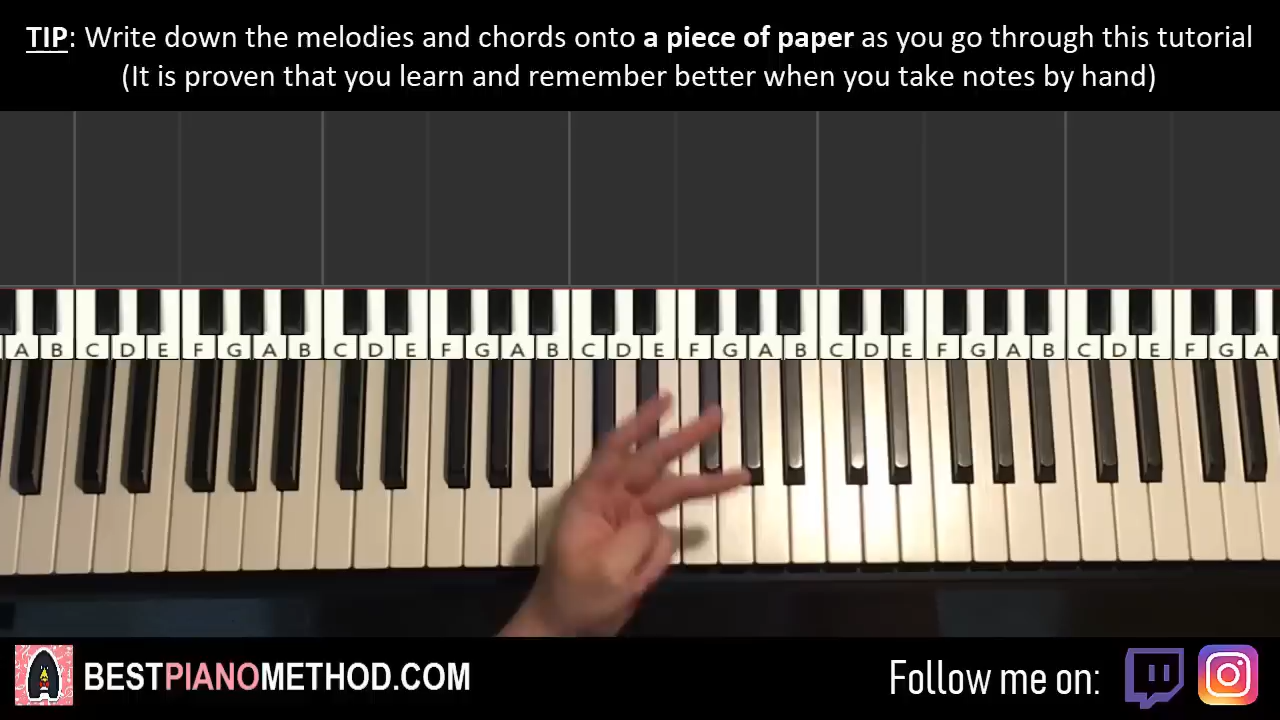 TIP: Write down the melodies and chords onto a piece of paper as you go through this tutorial
(It is proven that you learn and remember better when you take notes by hand)
A B C D E F G A B C D E F G A B C D E F G A B C D E F G A B C D E F G A
BESTPIANOMETHOD.COM
Follow me on: